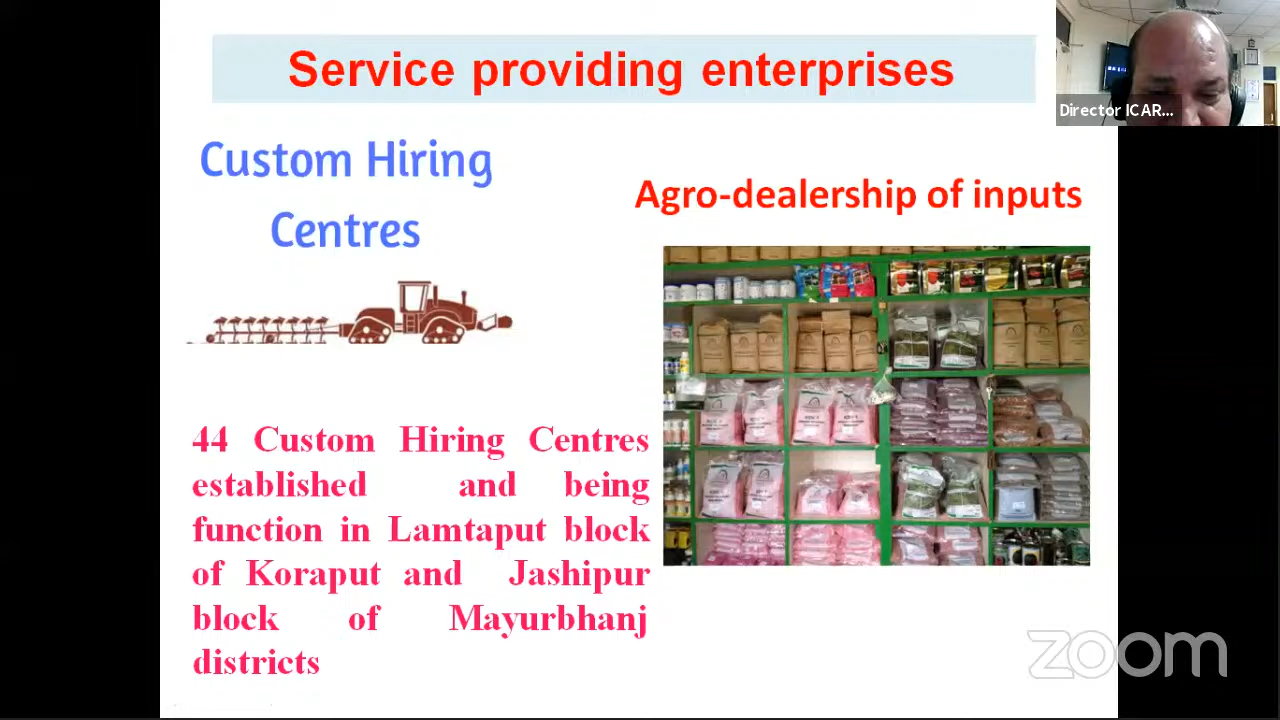 Service providing enterprises
Director ICAR...
Custom Hiring
Centres
Agro-dealership of inputs
44 Custom Hiring Centres
established and being
function in Lamtaput block
of Koraput and Jashipur
block of Mayurbhanj
districts
zoom